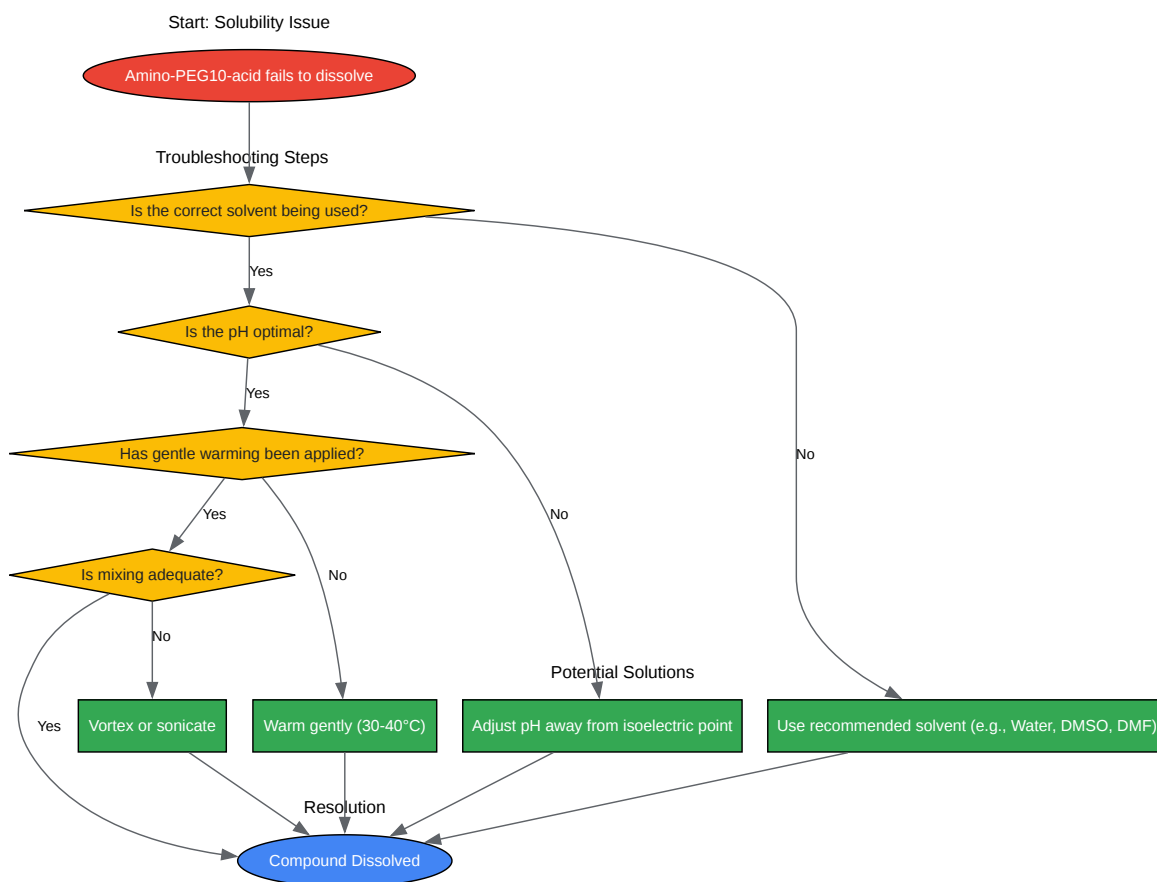 Start: Solubility Issue
Amino-PEG10-acid fails to dissolve
Troubleshooting Steps
Is the correct solvent being used?
Yes
Is the pH optimal?
Yes
Has gentle warming been applied?
No
Yes
No
Is mixing adequate?
No
No
Potential Solutions
Yes
Vortex or sonicate
Warm gently (30-40°C)
Adjust pH away from isoelectric point
Use recommended solvent (e.g., Water, DMSO, DMF)
Resolution
Compound Dissolved